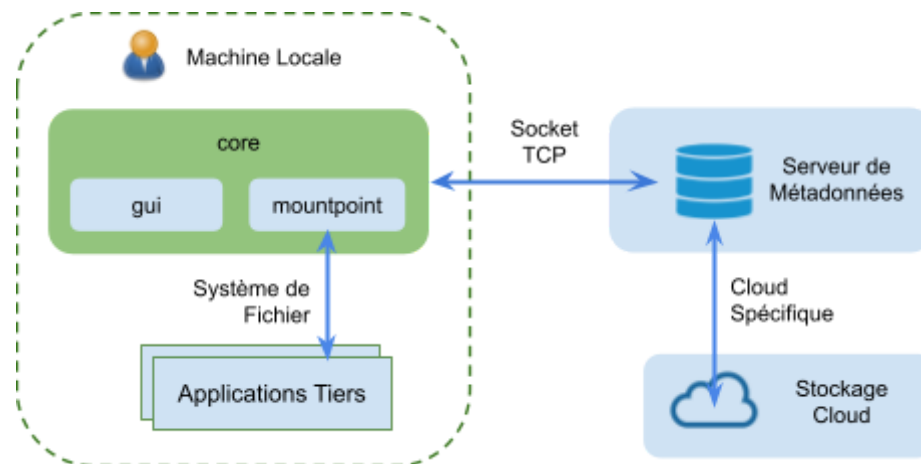 Machine Locale
core
gui
mountpoint
Système de
Fichier
Applications Tiers
Socket
TCP
Serveur de
Métadonnées
Cloud
Spécifique
Stockage
Cloud